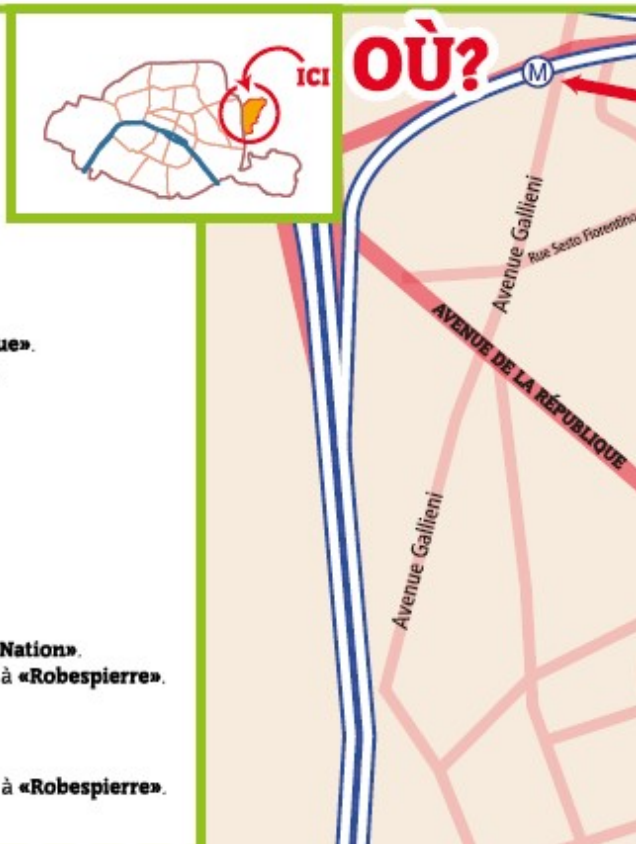 ICI
OÙ?
M
Avenue Gallieni
Rue Sesto Fiorentino
AVENUE DE LA RÉPUBLIQUE
Avenue Gallieni
ue».
Nation».
à «Robespierre».
à «Robespierre».